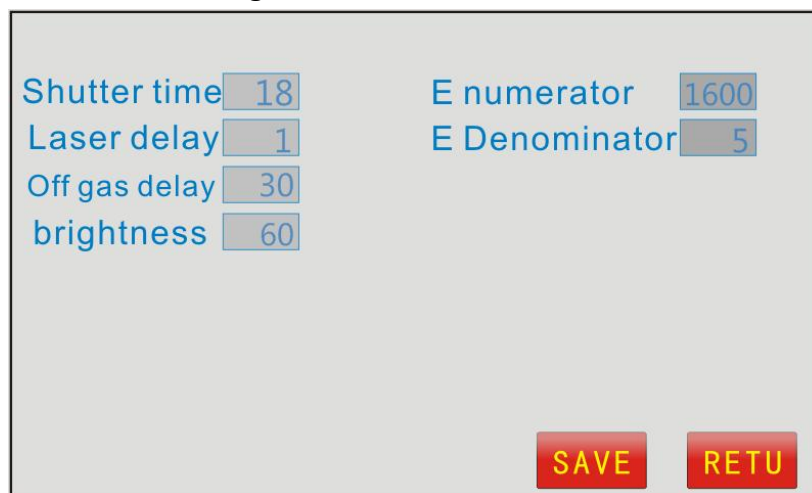 Shutter time 18 E numerator 1600
Laser delay 1 E Denominator 5
Off gas delay 30
brightness 60
SAVE RETU